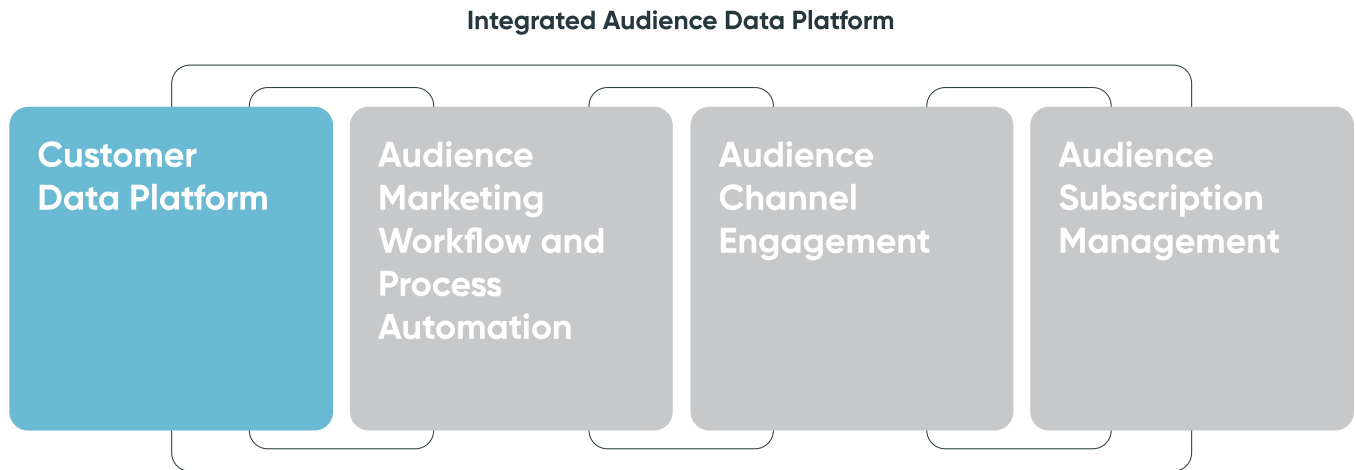 Integrated Audience Data Platform
Customer
Data Platform
Audience
Marketing
Workflow and
Process
Automation
Audience
Channel
Engagement
Audience
Subscription
Management